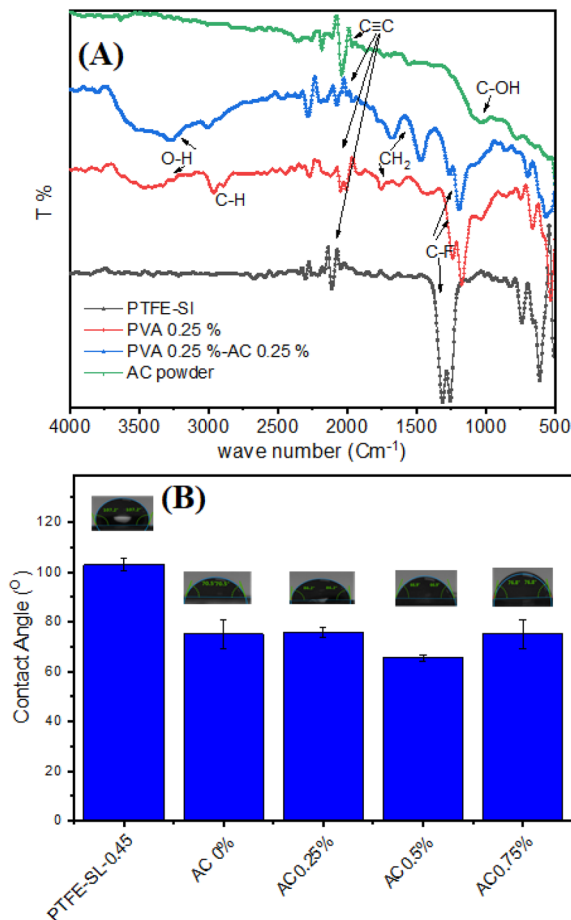 (A)
C≡C
C-OH
O-H
CH2
C-H
C-F
T %
PTFE-SI
PVA 0.25 %
PVA 0.25 %-AC 0.25 %
AC powder
4000 3500 3000 2500 2000 1500 1000 500
wave number (Cm-1)
(B)
120
100
80
60
40
20
0
Contact Angle (O)
PTFE-SL-0.45
AC 0%
AC0.25%
AC0.5%
AC0.75%